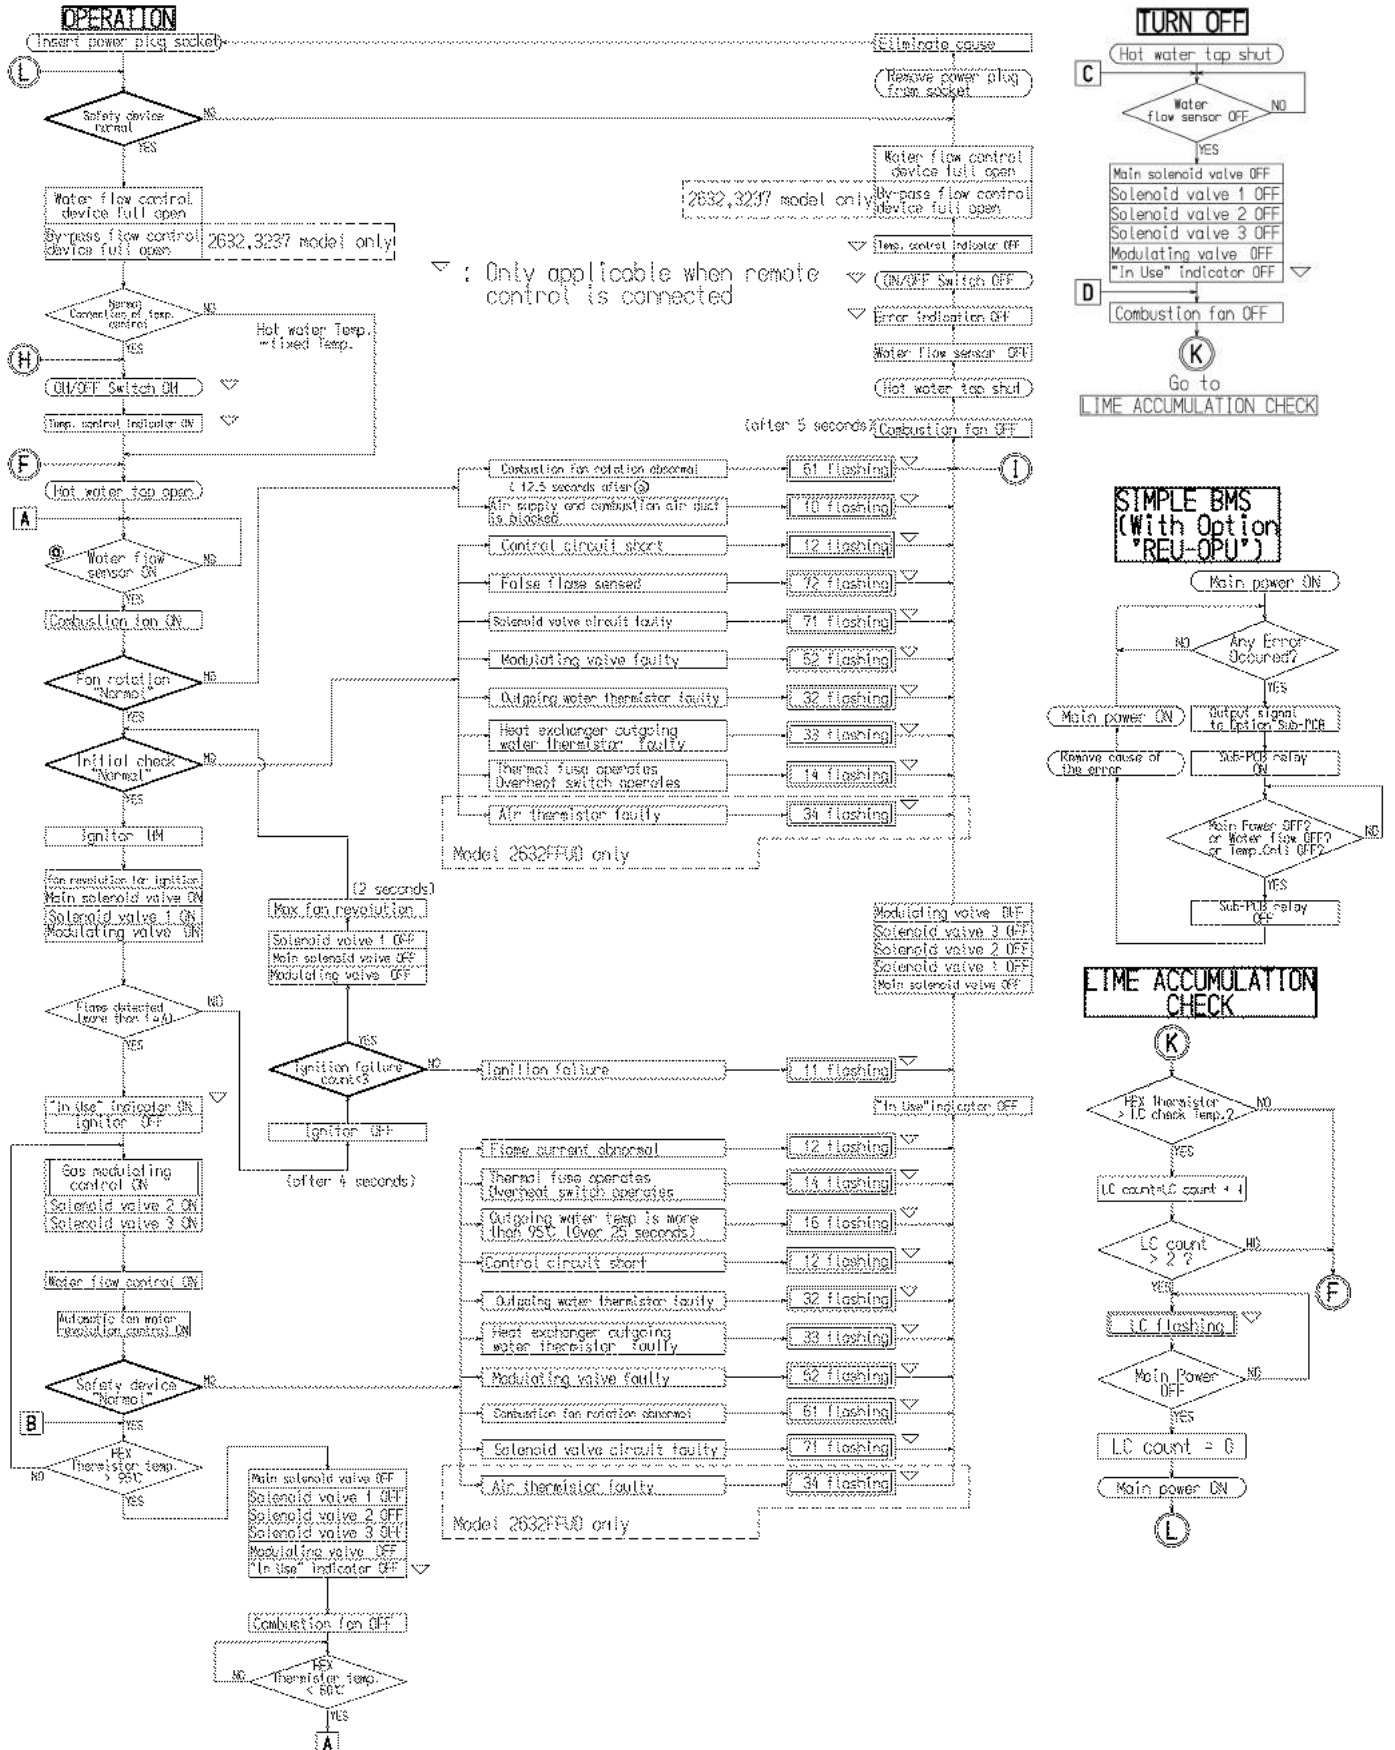 OPERATION
Insert power plug socket
L
Safety device
normal
NO
YES
Water flow control
device full open
By-pass flow control
device full open
2632,3237 model only
Normal
Connection of temp.
control
NO
YES
Hot water Temp.
=fixed Temp.
H
ON/OFF Switch ON
Temp. control indicator ON
F
Hot water tap open
A
@
Water flow
sensor ON
NO
YES
Combustion fan ON
Fan rotation
"Normal"
NO
YES
Initial check
"Normal"
NO
YES
Ignitor ON
Fan revolution for ignition
Main solenoid valve ON
Solenoid valve 1 ON
Modulating valve ON
Flame detected
NO
YES
"In Use" indicator ON
Ignitor OFF
Gas modulating
control ON
Solenoid valve 2 ON
Solenoid valve 3 ON
Water flow control ON
Automatic fan motor
revolution control ON
Safety device
"Normal"
NO
YES
B
HEX
Thermistor temp.
> 95℃
NO
YES
Main solenoid valve OFF
Solenoid valve 1 OFF
Solenoid valve 2 OFF
Solenoid valve 3 OFF
Modulating valve OFF
"In Use" indicator OFF
Combustion fan OFF
HEX
Thermistor temp.
NO
YES
A
(2 seconds)
Max fan revolution
Solenoid valve 1 OFF
Main solenoid valve OFF
Modulating valve OFF
YES
Ignition failure
count<3
NO
Ignitor OFF
(after 4 seconds)
▽ : Only applicable when remote
control is connected
Eliminate cause
Remove power plug
from socket
Water flow control
device full open
2632,3237 model only
By-pass flow control
device full open
Temp. control indicator OFF
ON/OFF Switch OFF
Error indication OFF
Water flow sensor OFF
Hot water tap shut
(after 5 seconds)
Combustion fan OFF
I
Combustion fan rotation abnormal
61 flashing
( 12.5 seconds after @
Air supply and combustion air duct
is blocked
10 flashing
Control circuit short
12 flashing
False flame sensed
72 flashing
Solenoid valve circuit faulty
71 flashing
Modulating valve faulty
52 flashing
Outgoing water thermistor faulty
32 flashing
Heat exchanger outgoing
water thermistor faulty
33 flashing
Thermal fuse operates
Overheat switch operates
14 flashing
Air thermistor faulty
34 flashing
Model 2632FFUD only
Modulating valve OFF
Solenoid valve 3 OFF
Solenoid valve 2 OFF
Solenoid valve 1 OFF
Main solenoid valve OFF
Ignition failure
11 flashing
"In Use" indicator OFF
Flame current abnormal
12 flashing
Thermal fuse operates
Overheat switch operates
14 flashing
Outgoing water temp is more
than 95℃ (Over 25 seconds)
16 flashing
Control circuit short
12 flashing
Outgoing water thermistor faulty
32 flashing
Heat exchanger outgoing
water thermistor faulty
33 flashing
Modulating valve faulty
52 flashing
Combustion fan rotation abnormal
61 flashing
Solenoid valve circuit faulty
71 flashing
Air thermistor faulty
34 flashing
Model 2632FFUD only
TURN OFF
Hot water tap shut
C
Water
flow sensor OFF
NO
YES
Main solenoid valve OFF
Solenoid valve 1 OFF
Solenoid valve 2 OFF
Solenoid valve 3 OFF
Modulating valve OFF
"In Use" indicator OFF
D
Combustion fan OFF
K
Go to
LIME ACCUMULATION CHECK
SIMPLE BMS
(With Option
"REU-OPU")
Main power ON
Any Error
Occured?
NO
YES
Main power ON
Output signal
to Option Sub-PCB
Remove cause of
the error
Sub-PCB relay
ON
Main Power OFF?
or Water flow OFF?
or Temp.Cntl OFF?
NO
YES
Sub-PCB relay
OFF
LIME ACCUMULATION
CHECK
K
HEX Thermistor
> LC check Temp.?
NO
YES
LC count=LC count + 1
LC count
> 2 ?
NO
YES
F
LC flashing
Main Power
OFF
NO
YES
LC count = 0
Main power ON
L